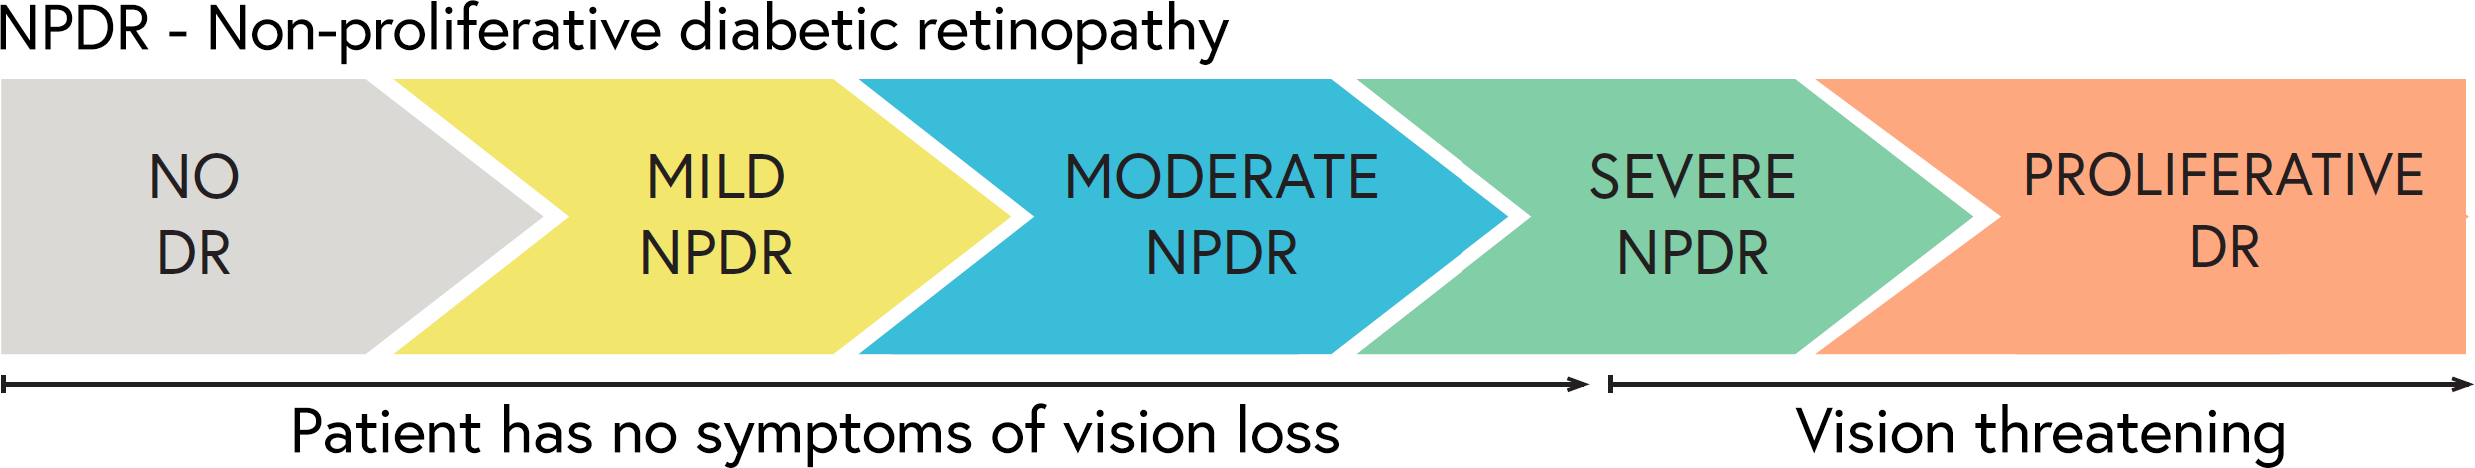 NPDR - Non-proliferative diabetic retinopathy
NO
DR
MILD
NPDR
MODERATE
NPDR
SEVERE
NPDR
PROLIFERATIVE
DR
Patient has no symptoms of vision loss
Vision threatening